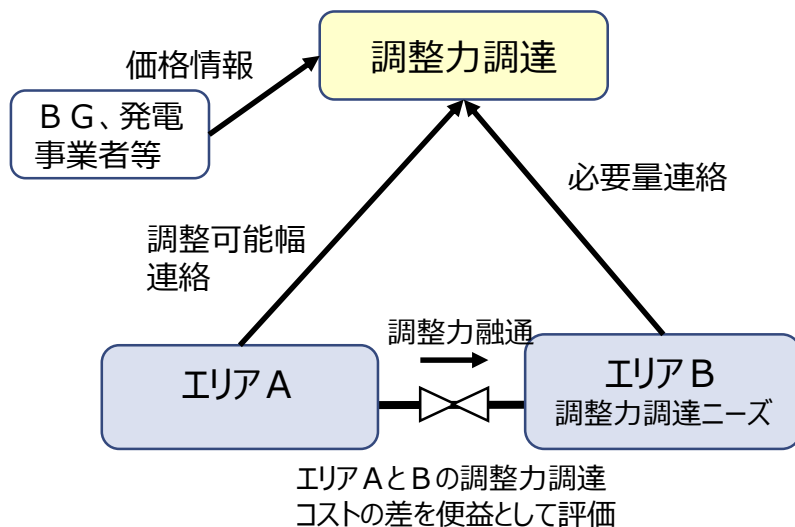 調整力調達
価格情報
ＢＧ、発電
事業者等
必要量連絡
調整可能幅
連絡
調整力融通
エリアＡ
エリアＢ
調整力調達ニーズ
エリアＡとＢの調整力調達
コストの差を便益として評価